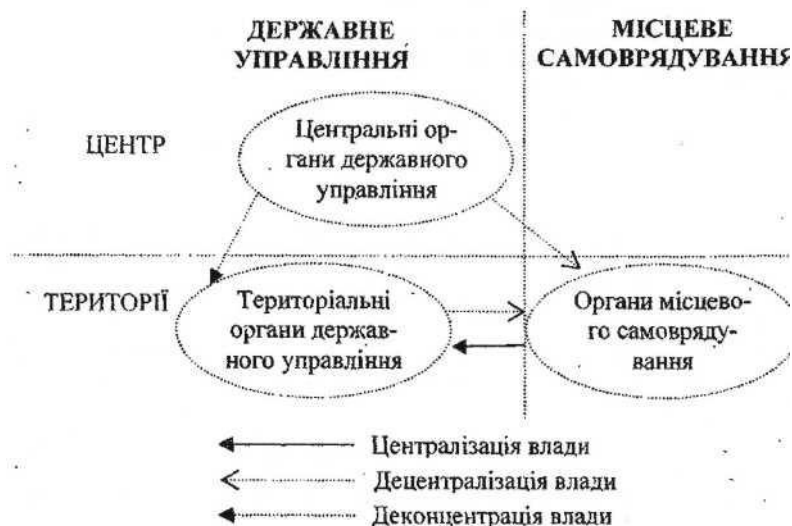 ДЕРЖАВНЕ
УПРАВЛІННЯ
МІСЦЕВЕ
САМОВРЯДУВАННЯ
ЦЕНТР
Центральні ор-
гани державного
управління
ТЕРИТОРІЇ
Територіальні
органи держав-
ного управління
Органи місцево-
го самовряду-
вання
Централізація влади
Децентралізація влади
Деконцентрація влади